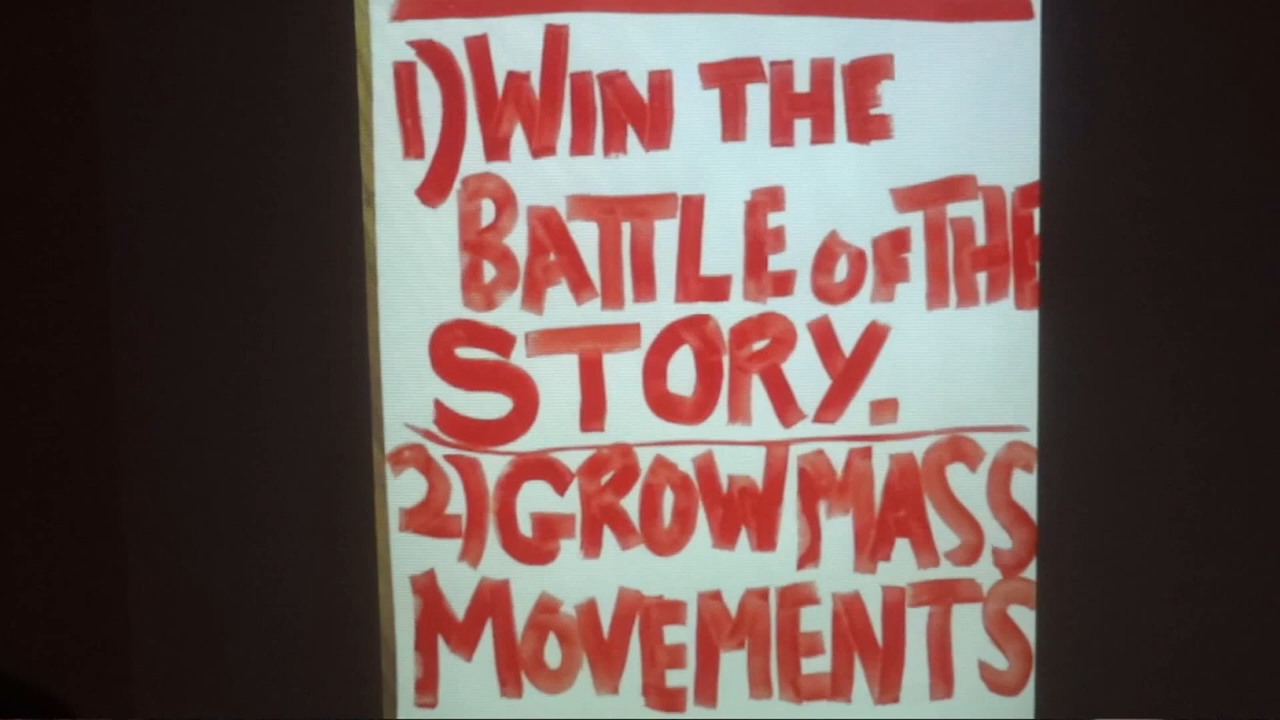 1) WIN THE
BATTLE OF THE
STORY.
2) GROW MASS
MOVEMENTS